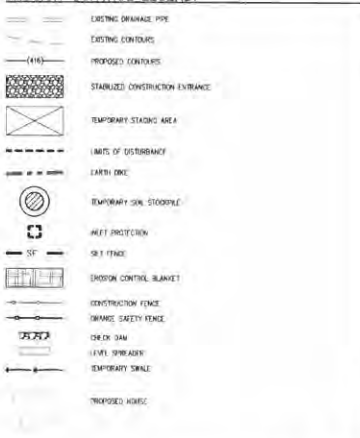 EXISTING DRAINAGE PIPE
EXISTING CONTOURS
(416) PROPOSED CONTOURS
STABILIZED CONSTRUCTION ENTRANCE
TEMPORARY STAGING AREA
LIMITS OF DISTURBANCE
EARTH DIKE
TEMPORARY SOIL STOCKPILE
INLET PROTECTION
SF SILT FENCE
EROSION CONTROL BLANKET
CONSTRUCTION FENCE
ORANGE SAFETY FENCE
CHECK DAM
LEVEL SPREADER
TEMPORARY SWALE
PROPOSED HOUSE